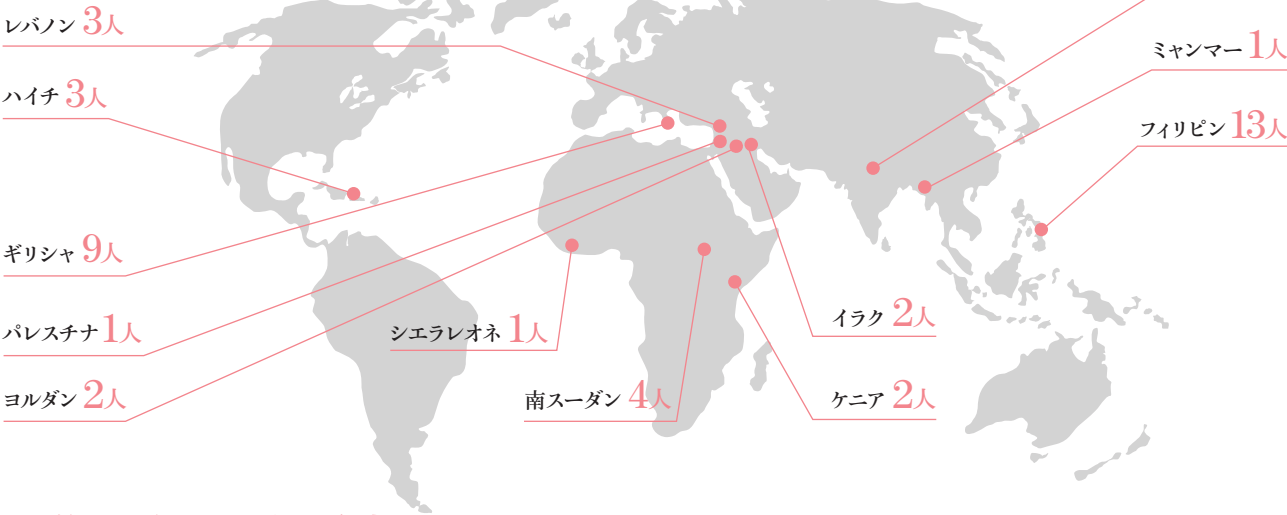 レバノン 3人
ミャンマー 1人
ハイチ 3人
フィリピン 13人
ギリシャ 9人
パレスチナ 1人
シエラレオネ 1人
イラク 2人
ヨルダン 2人
南スーダン 4人
ケニア 2人